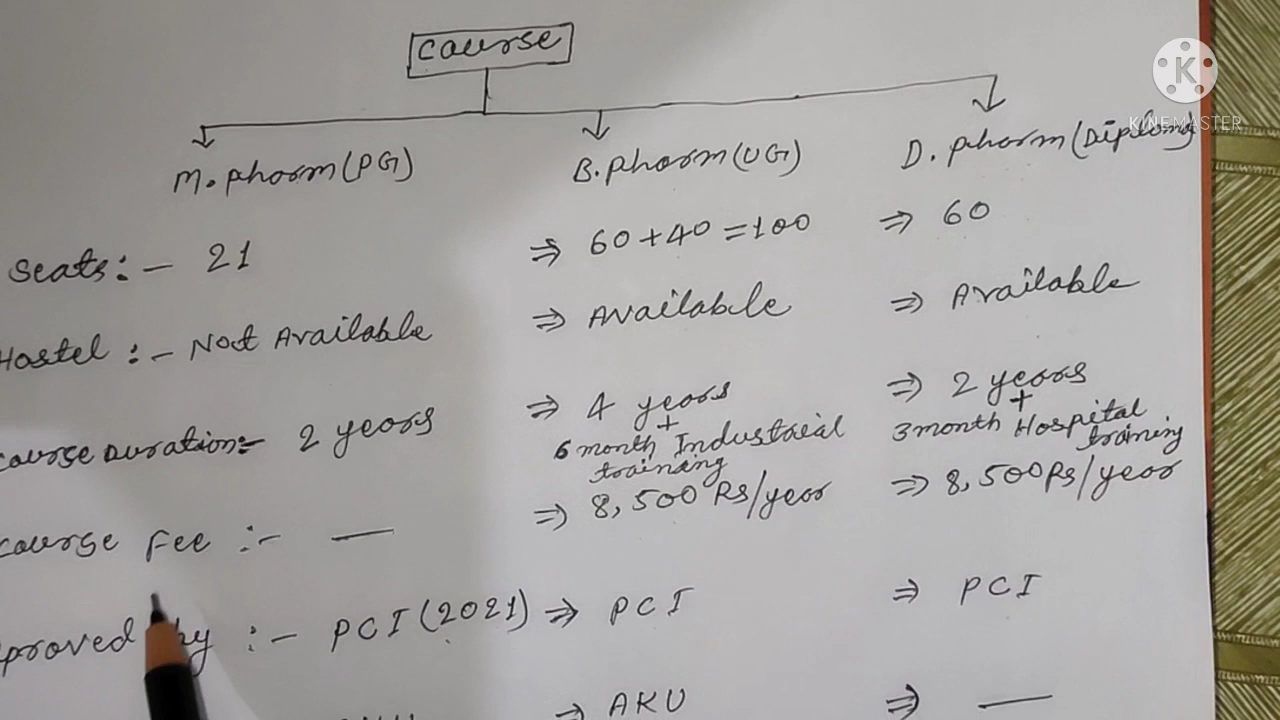 Course
M. Pharm (PG) B. Pharm (UG) D. Pharm (Diploma)
Seats :- 21 ⇒ 60+40=100 ⇒ 60
Hostel :- Not Available ⇒ Available ⇒ Available
Course Duration :- 2 years ⇒ 4 years ⇒ 2 years
+ +
6 month Industrial 3 month Hospital
training training
Course Fee :- — ⇒ 8,500 Rs/year ⇒ 8,500 Rs/year
proved by :- PCI (2021) ⇒ PCI ⇒ PCI
⇒ AKU ⇒ —
K
KINEMASTER